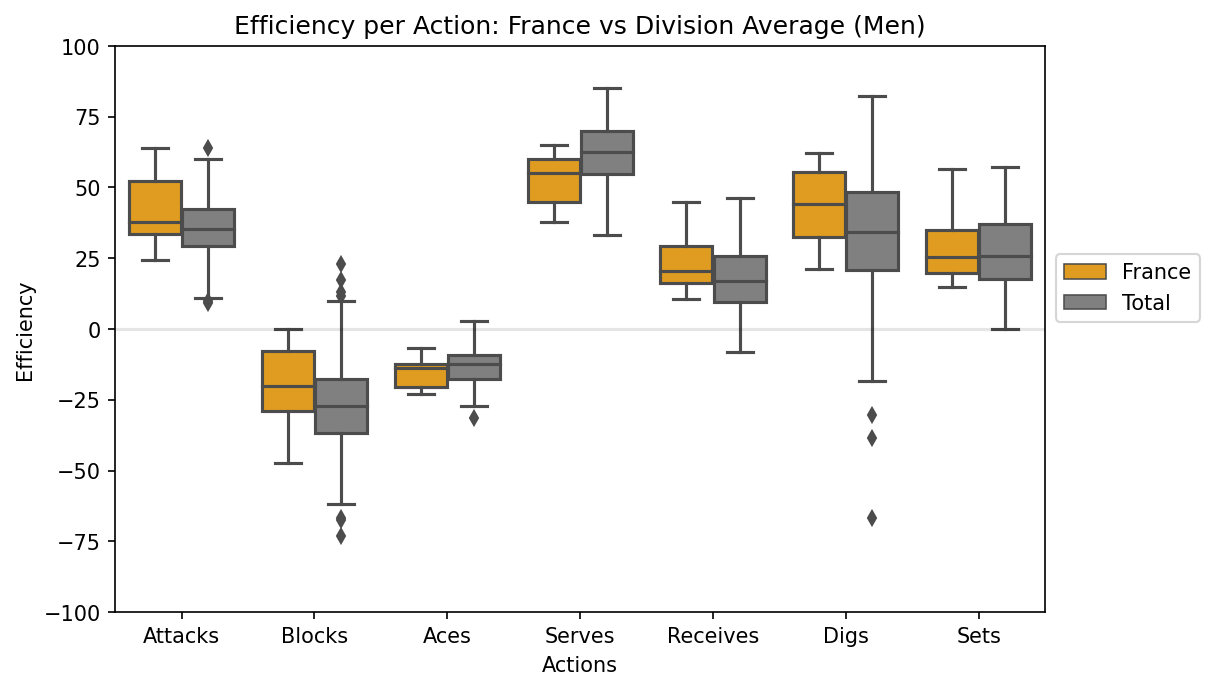 Efficiency per Action: France vs Division Average (Men)
100
75
50
25
0
−25
−50
−75
−100
Efficiency
Attacks Blocks Aces Serves Receives Digs Sets
Actions
France
Total